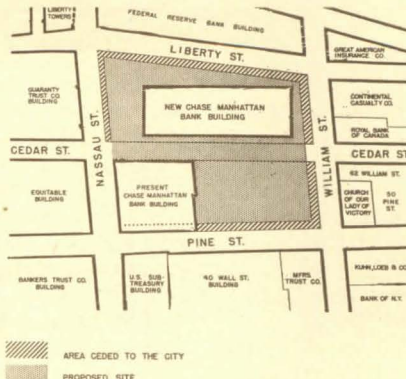 LIBERTY
TOWERS
FEDERAL RESERVE BANK BUILDING
LIBERTY ST.
GREAT AMERICAN
INSURANCE CO.
GUARANTY
TRUST CO.
BUILDING
NASSAU ST.
NEW CHASE MANHATTAN
BANK BUILDING
WILLIAM ST.
CONTINENTAL
CASUALTY CO.
ROYAL BANK
OF CANADA
CEDAR ST.
CEDAR ST
EQUITABLE
BUILDING
PRESENT
CHASE MANHATTAN
BANK BUILDING
62 WILLIAM ST.
CHURCH
OF OUR
LADY OF
VICTORY
50
PINE
ST.
PINE ST.
BANKERS TRUST CO.
BUILDING
U.S. SUB-
TREASURY
BUILDING
40 WALL ST.
BUILDING
MFRS
TRUST CO.
KUHN, LOEB & CO
BANK OF N.Y.
AREA CEDED TO THE CITY
PROPOSED SITE